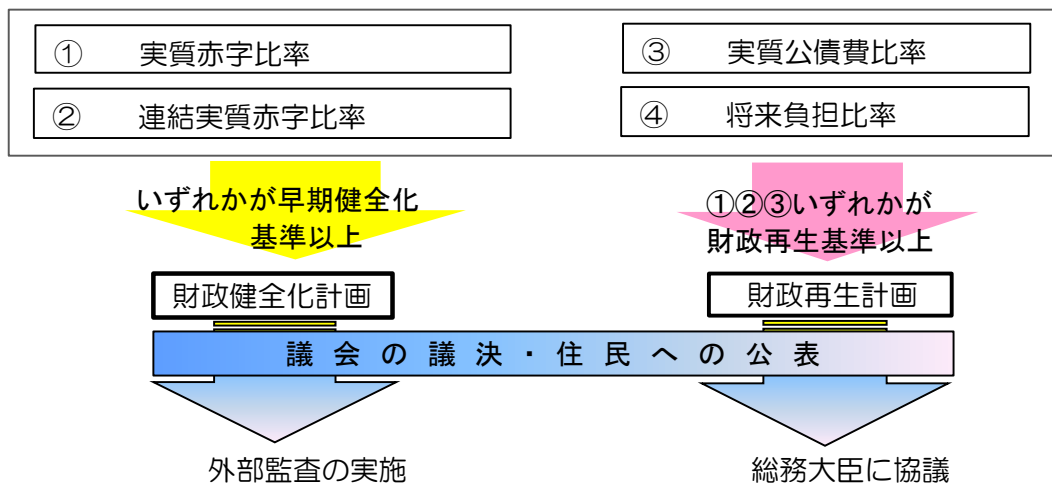 ① 実質赤字比率
② 連結実質赤字比率
③ 実質公債費比率
④ 将来負担比率
いずれかが早期健全化
基準以上
①②③いずれかが
財政再生基準以上
財政健全化計画
財政再生計画
議会の議決・住民への公表
外部監査の実施
総務大臣に協議